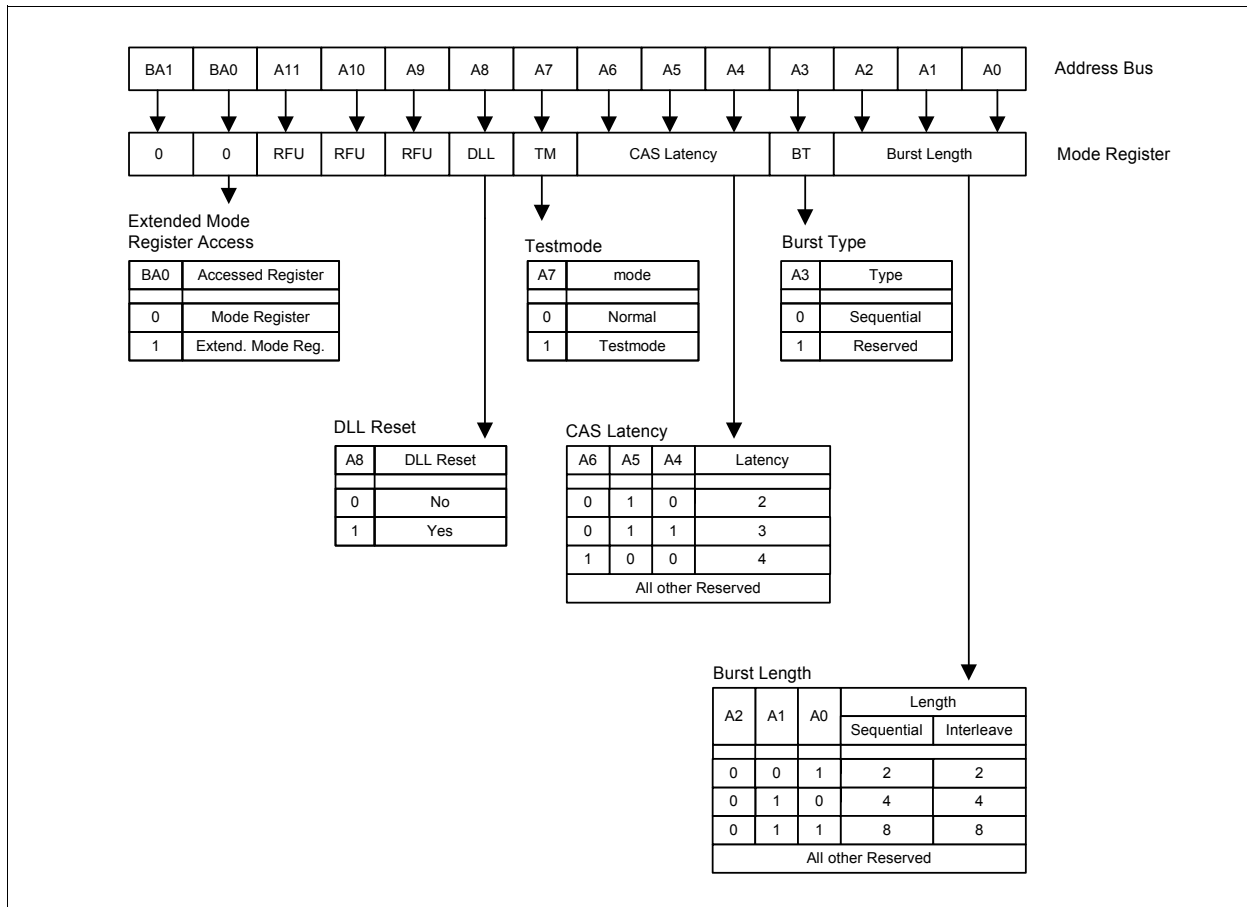 BA1 BA0 A11 A10 A9 A8 A7 A6 A5 A4 A3 A2 A1 A0 Address Bus
0 0 RFU RFU RFU DLL TM CAS Latency BT Burst Length Mode Register
Extended Mode
Register Access
BA0 Accessed Register
0 Mode Register
1 Extend. Mode Reg.
Testmode
A7 mode
0 Normal
1 Testmode
Burst Type
A3 Type
0 Sequential
1 Reserved
DLL Reset
A8 DLL Reset
0 No
1 Yes
CAS Latency
A6 A5 A4 Latency
0 1 0 2
0 1 1 3
1 0 0 4
All other Reserved
Burst Length
A2 A1 A0 Length
Sequential Interleave
0 0 1 2 2
0 1 0 4 4
0 1 1 8 8
All other Reserved